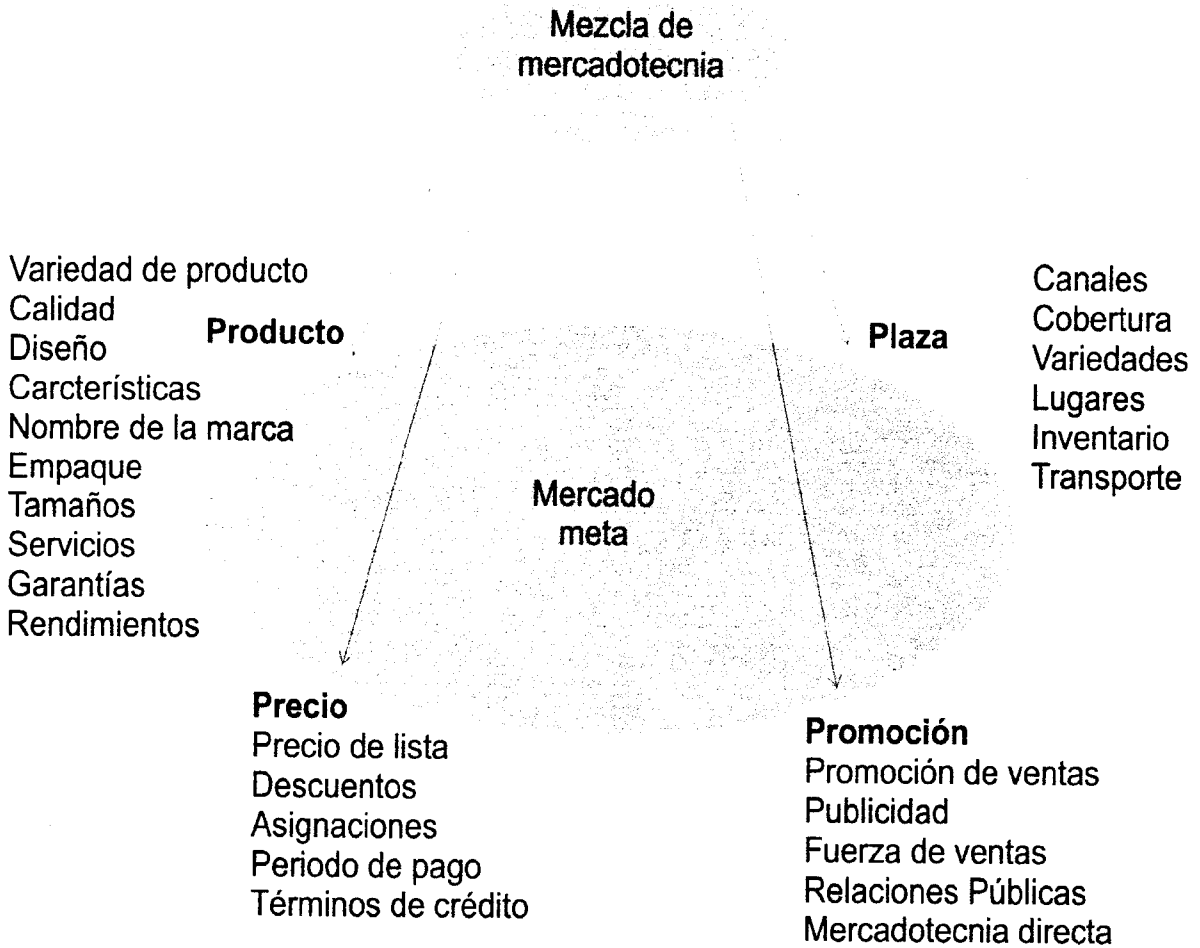 Mezcla de
mercadotecnia
Variedad de producto
Calidad
Diseño
Carcterísticas
Nombre de la marca
Empaque
Tamaños
Servicios
Garantías
Rendimientos
Producto
Mercado
meta
Plaza
Canales
Cobertura
Variedades
Lugares
Inventario
Transporte
Precio
Precio de lista
Descuentos
Asignaciones
Periodo de pago
Términos de crédito
Promoción
Promoción de ventas
Publicidad
Fuerza de ventas
Relaciones Públicas
Mercadotecnia directa